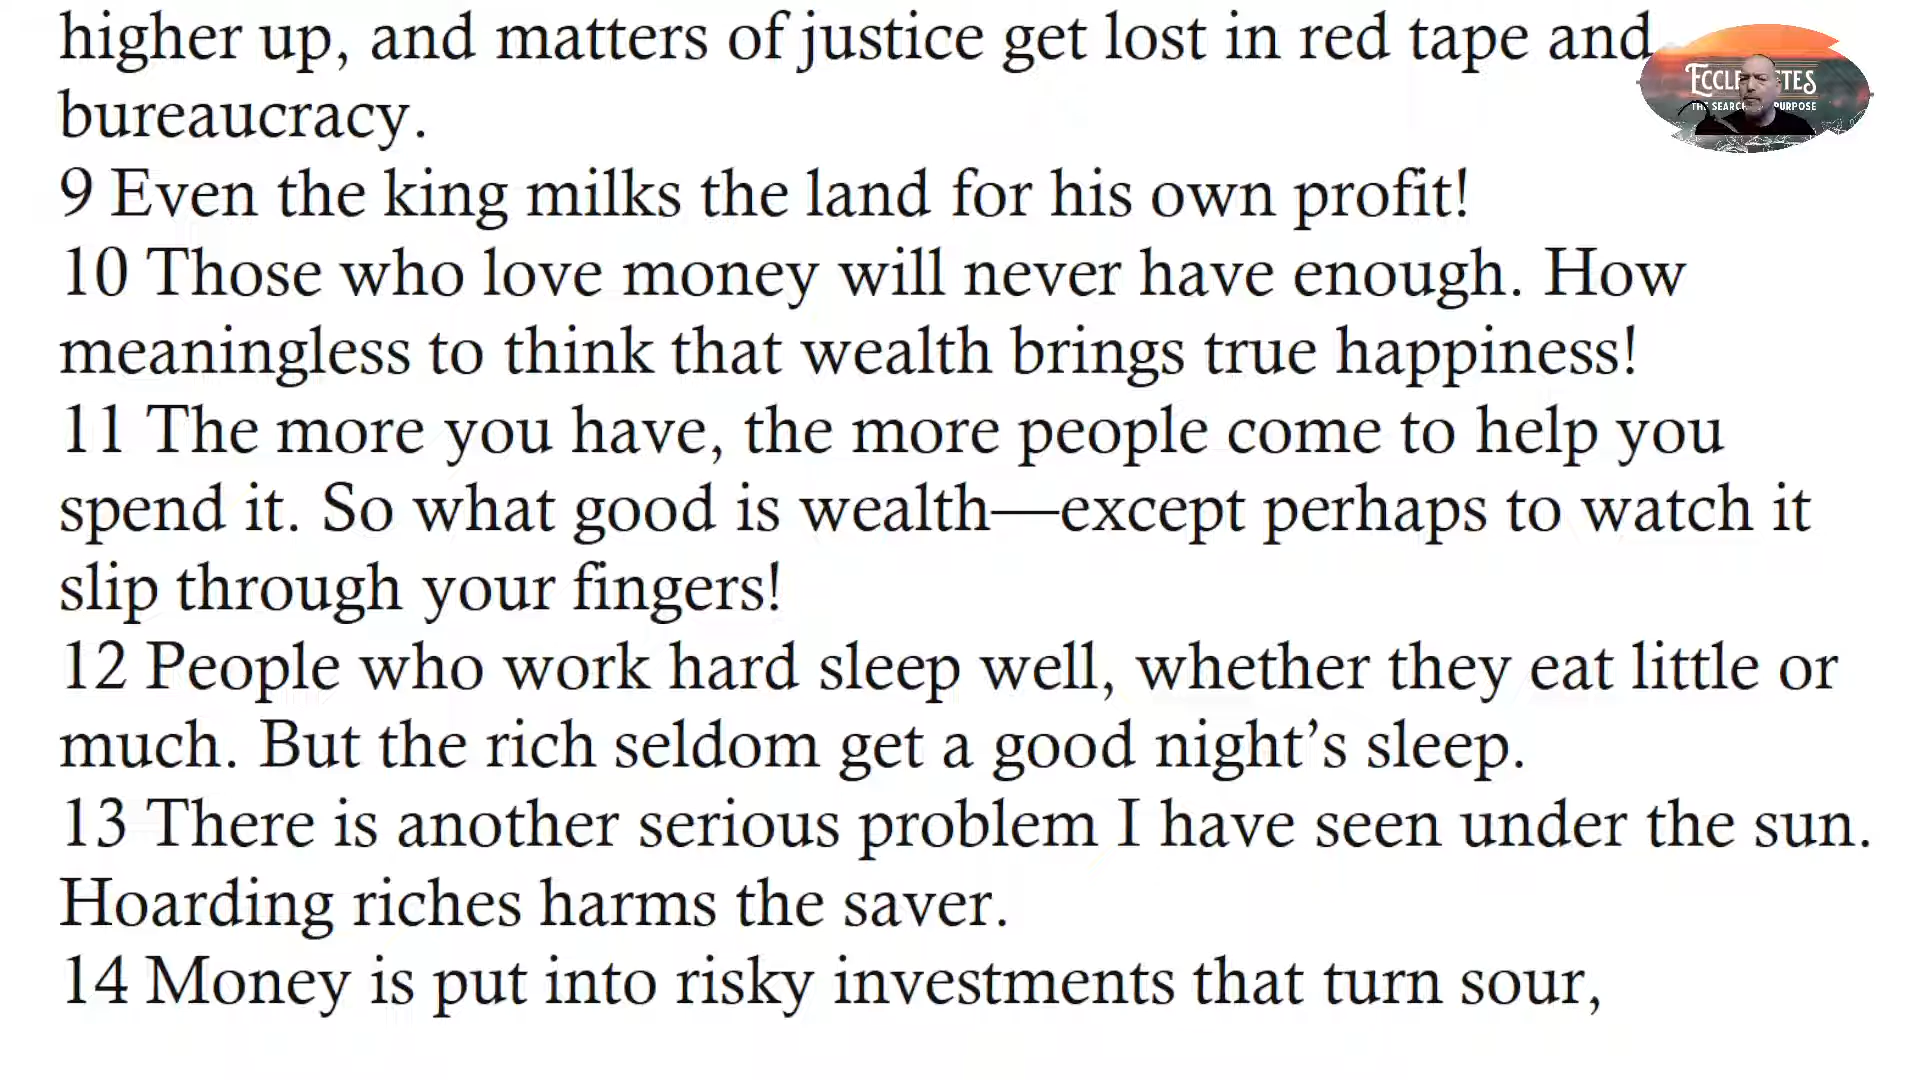 higher up, and matters of justice get lost in red tape and
bureaucracy.
9 Even the king milks the land for his own profit!
10 Those who love money will never have enough. How
meaningless to think that wealth brings true happiness!
11 The more you have, the more people come to help you
spend it. So what good is wealth—except perhaps to watch it
slip through your fingers!
12 People who work hard sleep well, whether they eat little or
much. But the rich seldom get a good night’s sleep.
13 There is another serious problem I have seen under the sun.
Hoarding riches harms the saver.
14 Money is put into risky investments that turn sour,
THE SEARCH PURPOSE